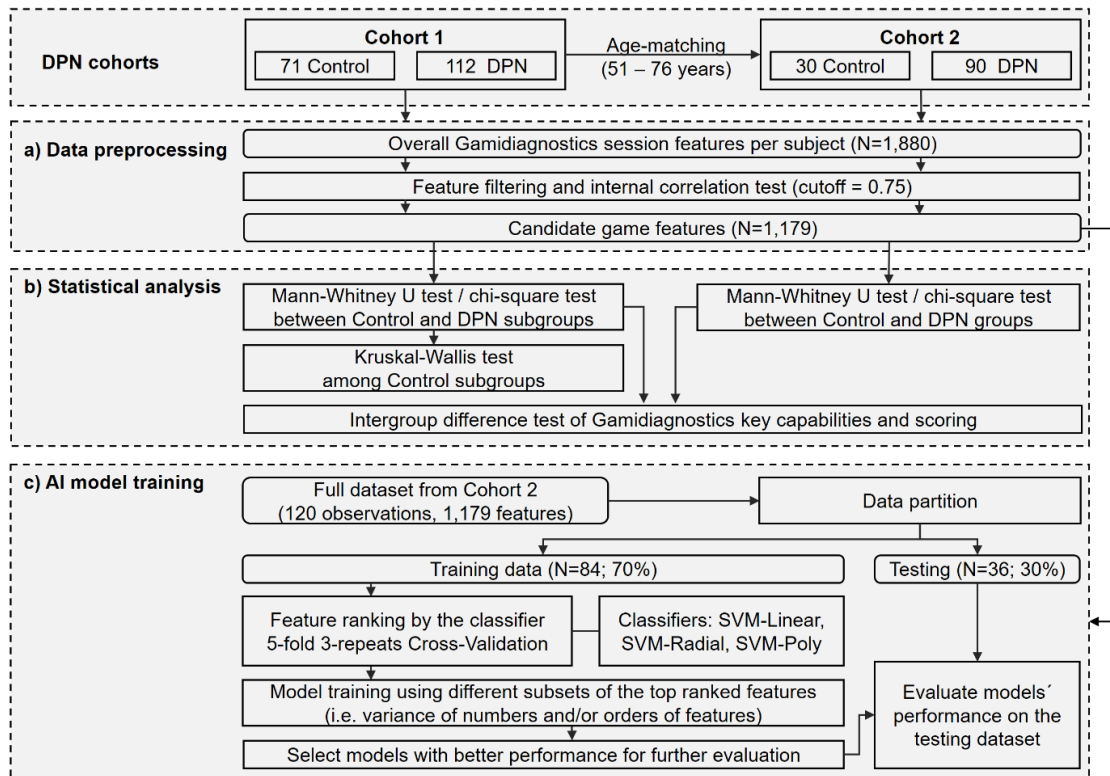 DPN cohorts
Cohort 1
71 Control
112 DPN
Age-matching
(51 – 76 years)
Cohort 2
30 Control
90 DPN
a) Data preprocessing
Overall Gamidiagnostics session features per subject (N=1,880)
Feature filtering and internal correlation test (cutoff = 0.75)
Candidate game features (N=1,179)
b) Statistical analysis
Mann-Whitney U test / chi-square test
between Control and DPN subgroups
Mann-Whitney U test / chi-square test
between Control and DPN groups
Kruskal-Wallis test
among Control subgroups
Intergroup difference test of Gamidiagnostics key capabilities and scoring
c) AI model training
Full dataset from Cohort 2
(120 observations, 1,179 features)
Data partition
Training data (N=84; 70%)
Testing (N=36; 30%)
Feature ranking by the classifier
5-fold 3-repeats Cross-Validation
Classifiers: SVM-Linear,
SVM-Radial, SVM-Poly
Model training using different subsets of the top ranked features
(i.e. variance of numbers and/or orders of features)
Select models with better performance for further evaluation
Evaluate models´
performance on the
testing dataset